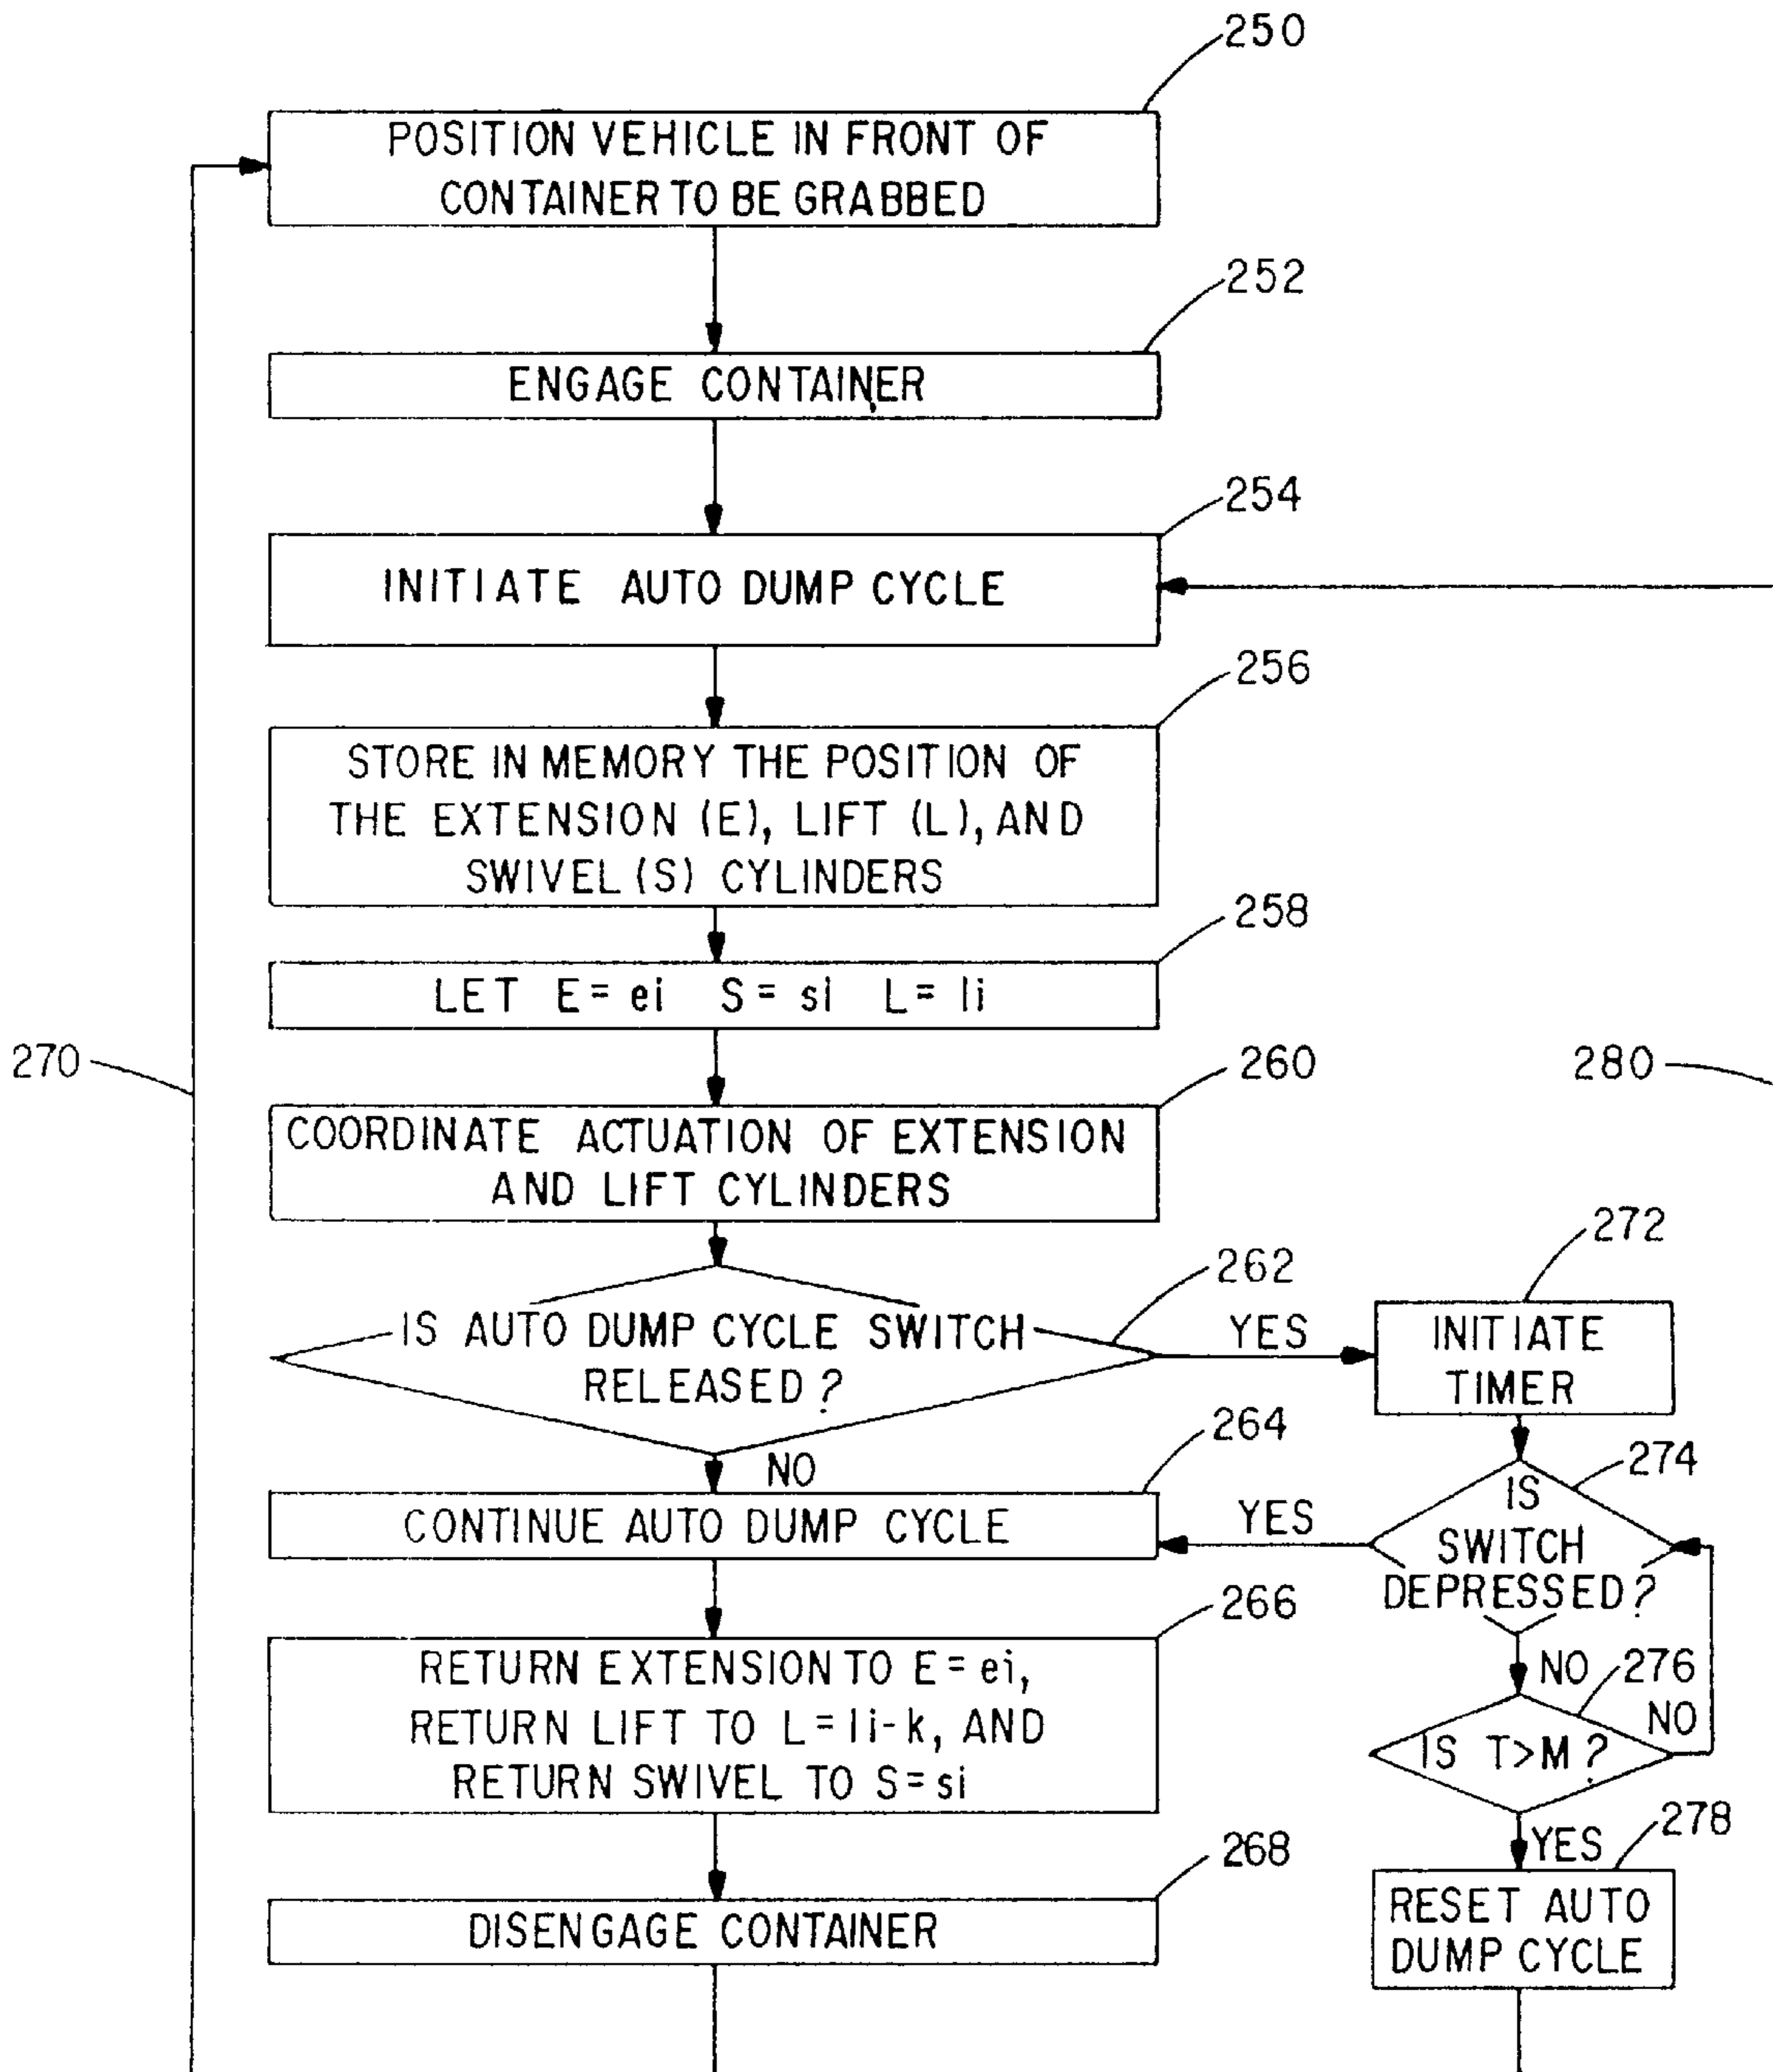 250
POSITION VEHICLE IN FRONT OF
CONTAINER TO BE GRABBED
252
ENGAGE CONTAINER
254
INITIATE AUTO DUMP CYCLE
256
STORE IN MEMORY THE POSITION OF
THE EXTENSION (E), LIFT (L), AND
SWIVEL (S) CYLINDERS
258
LET E = ei S = si L = li
270
260
280
COORDINATE ACTUATION OF EXTENSION
AND LIFT CYLINDERS
262
272
IS AUTO DUMP CYCLE SWITCH
RELEASED?
YES
INITIATE
TIMER
NO
264
274
CONTINUE AUTO DUMP CYCLE
YES
IS
SWITCH
DEPRESSED?
266
RETURN EXTENSION TO E = ei,
RETURN LIFT TO L = li-k, AND
RETURN SWIVEL TO S = si
NO
276
IS T>M?
NO
268
278
YES
DISENGAGE CONTAINER
RESET AUTO
DUMP CYCLE